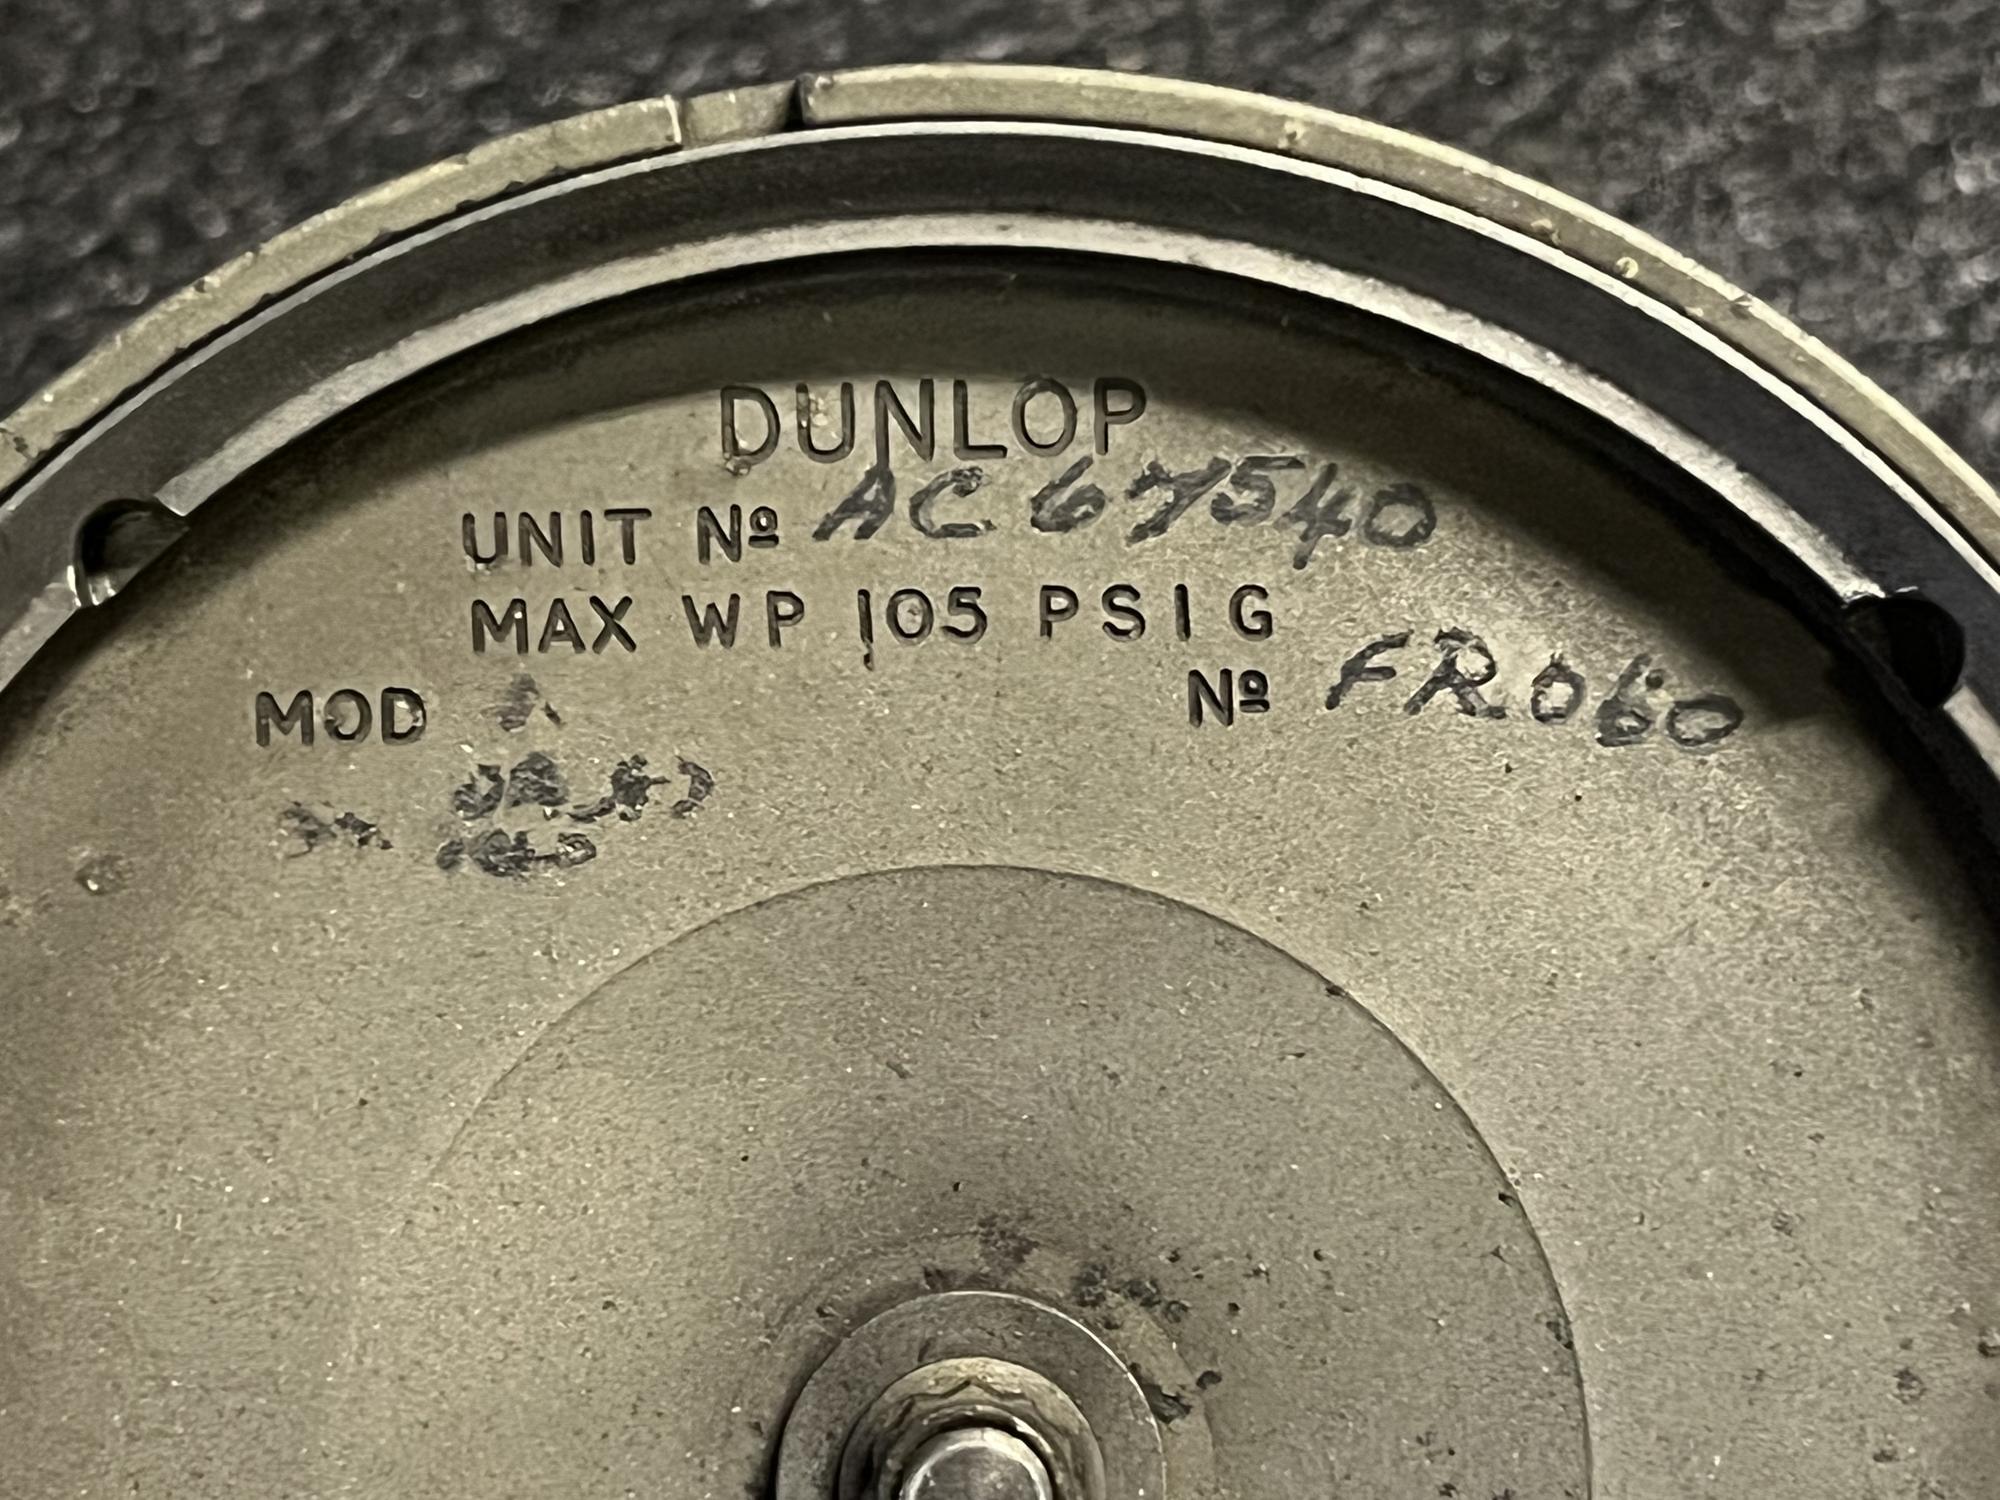 DUNLOP
UNIT Nº AC 67540
MAX WP 105 PSIG
MOD Nº FR060